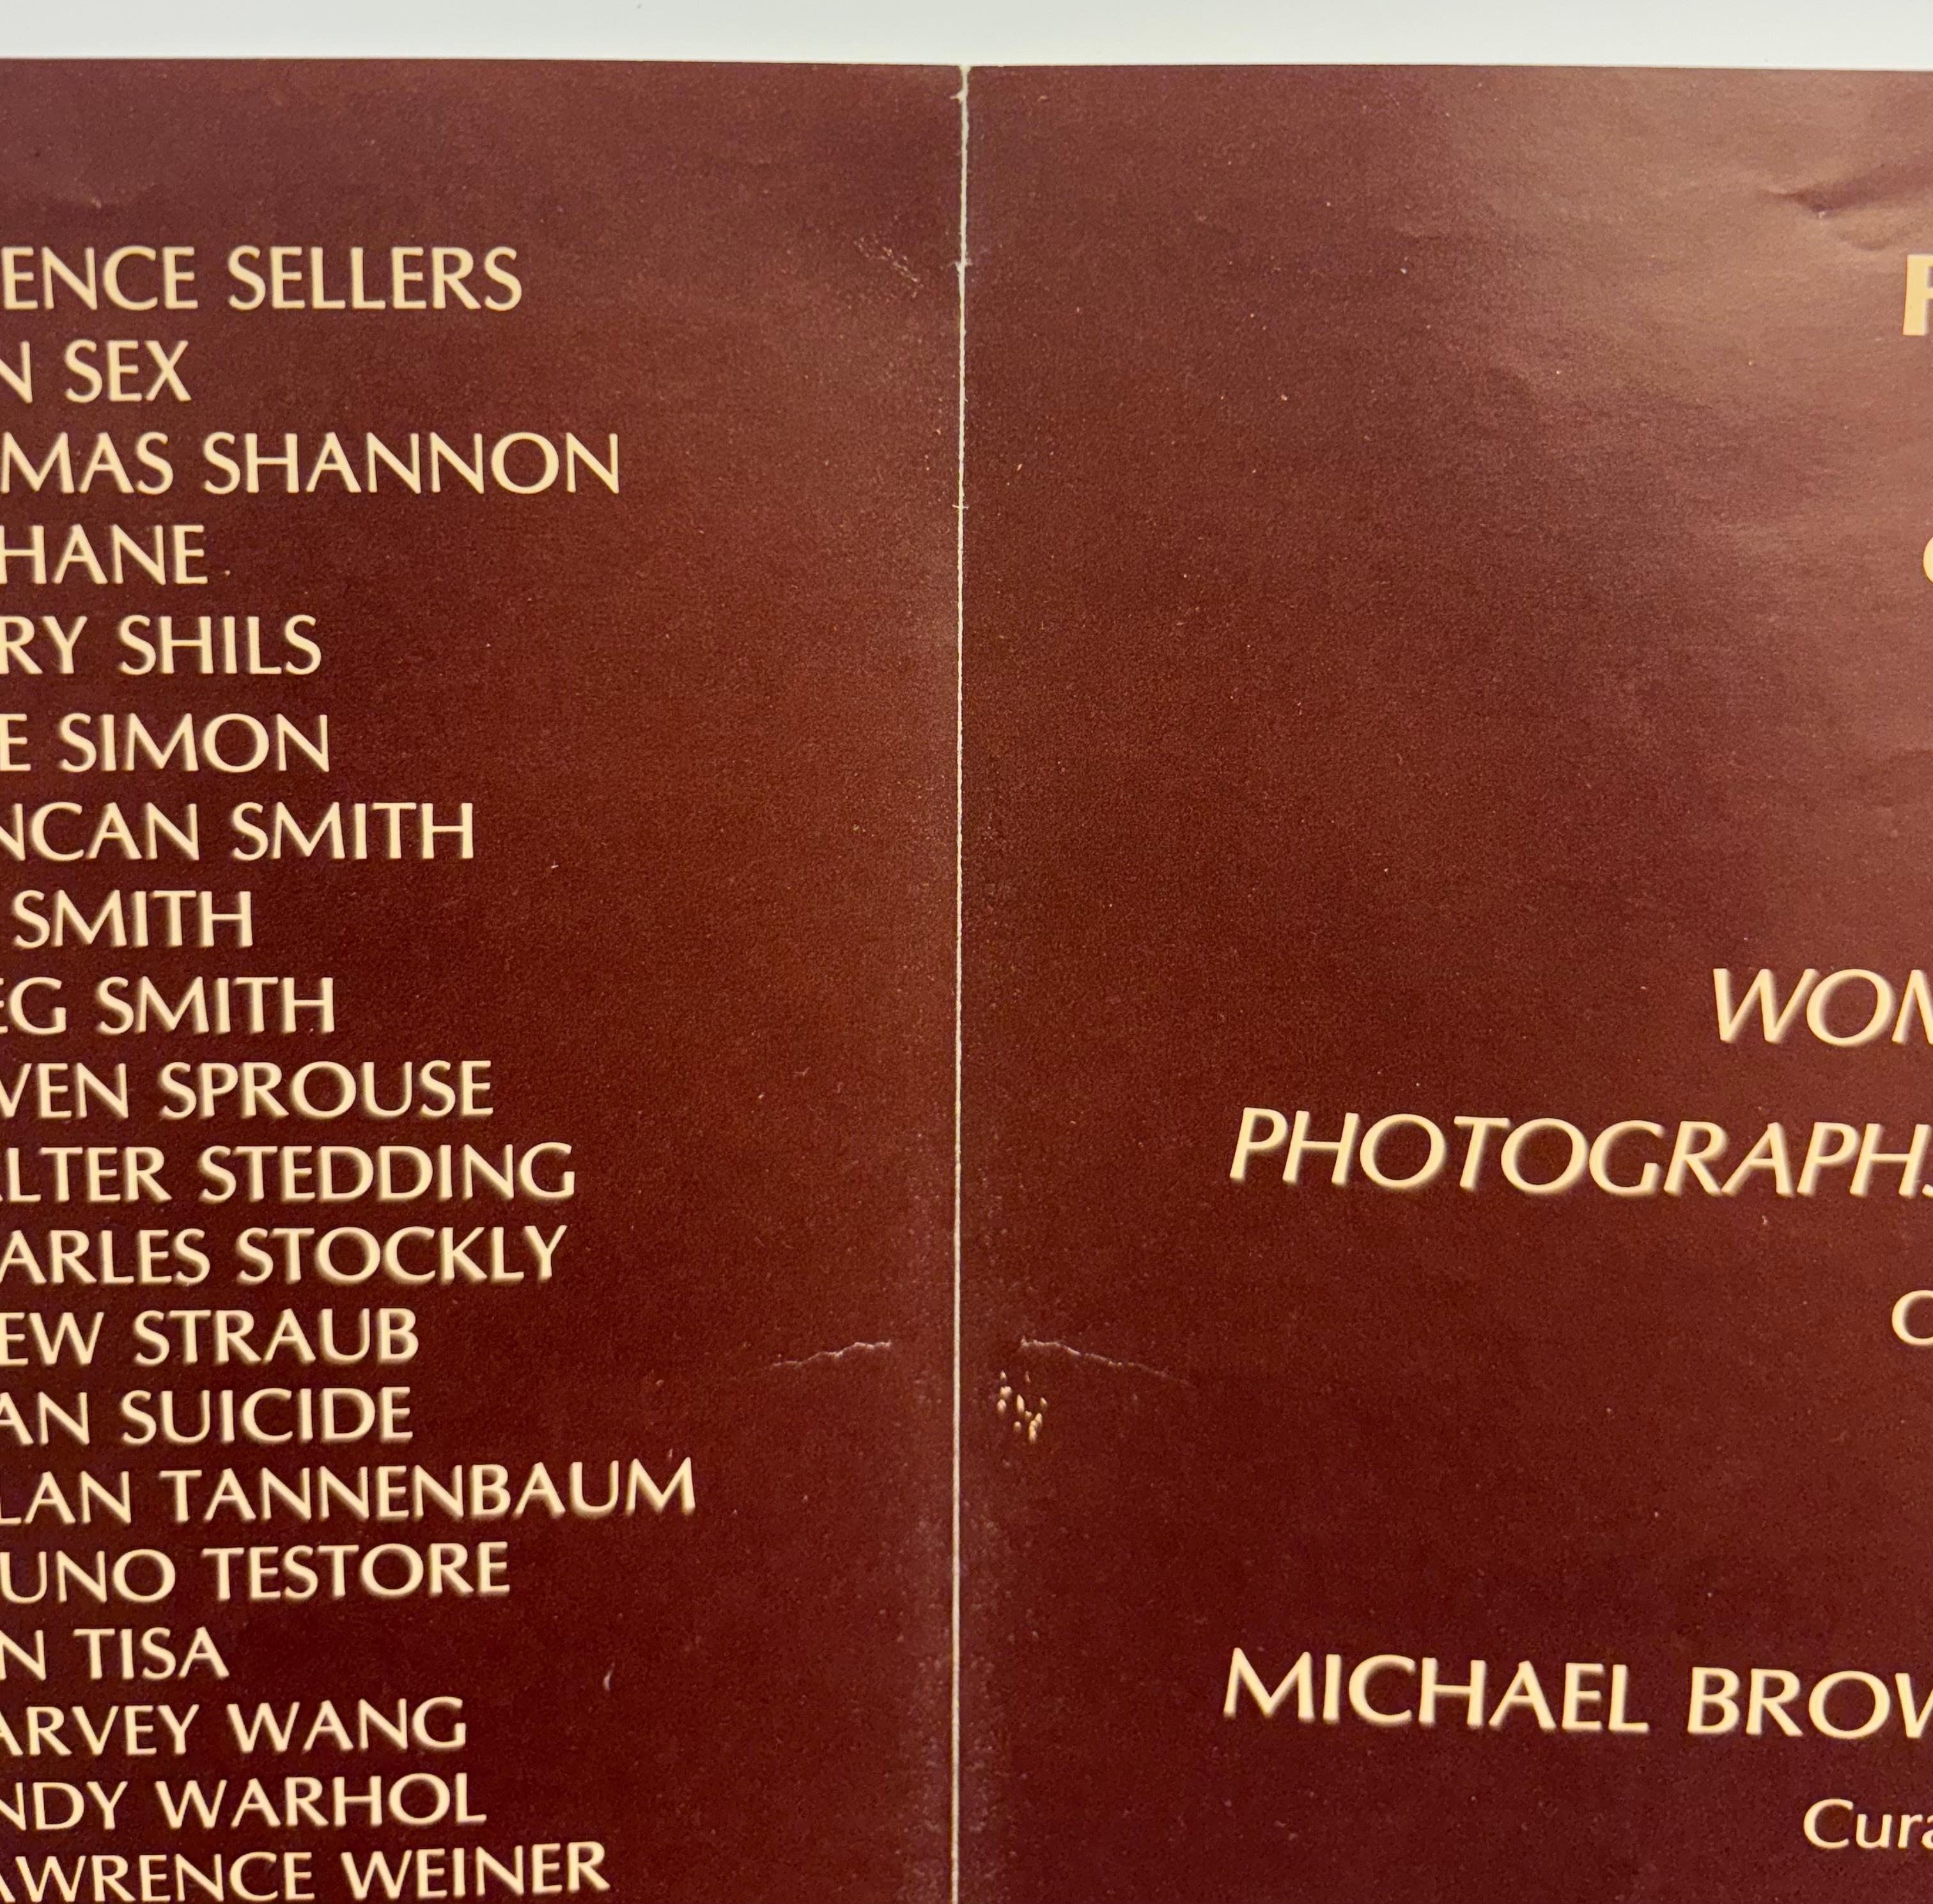 ENCE SELLERS
N SEX
MAS SHANNON
HANE
RY SHILS
E SIMON
NCAN SMITH
SMITH
EG SMITH
VEN SPROUSE
LTER STEDDING
ARLES STOCKLY
EW STRAUB
AN SUICIDE
LAN TANNENBAUM
UNO TESTORE
N TISA
ARVEY WANG
NDY WARHOL
AWRENCE WEINER
WOM
PHOTOGRAPHS
MICHAEL BROW
Cura